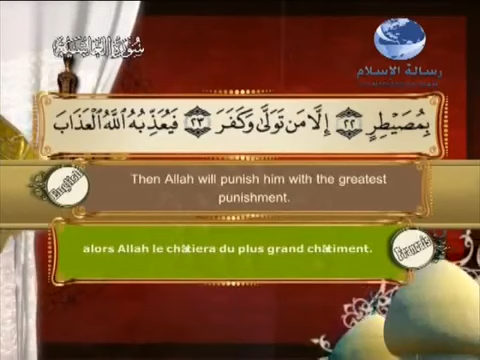 سورة الغاشية
رسالة الاسلام
بِمُصَيْطِرٍ ﴿٢٢﴾ إِلَّا مَن تَوَلَّىٰ وَكَفَرَ ﴿٢٣﴾ فَيُعَذِّبُهُ اللَّهُ الْعَذَابَ
English
Then Allah will punish him with the greatest
punishment.
alors Allah le châtiera du plus grand châtiment.
Français